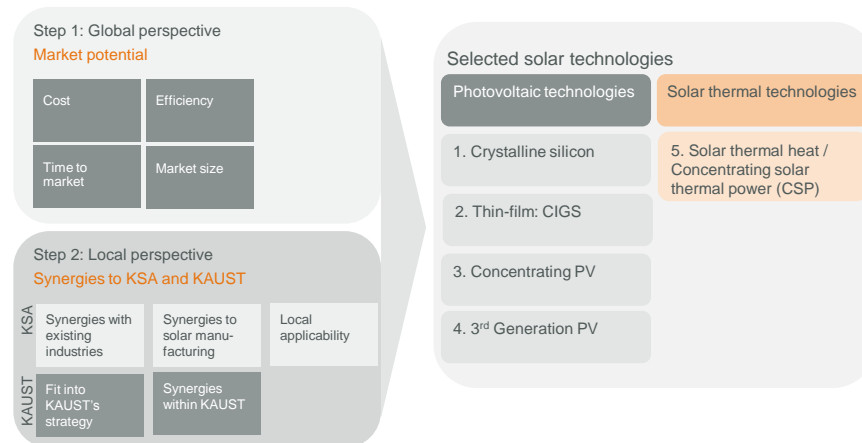 Step 1: Global perspective
Market potential
Cost
Efficiency
Time to
market
Market size
Step 2: Local perspective
Synergies to KSA and KAUST
KSA
Synergies with
existing
industries
Synergies to
solar manu-
facturing
Local
applicability
KAUST
Fit into
KAUST's
strategy
Synergies
within KAUST
Selected solar technologies
Photovoltaic technologies
Solar thermal technologies
1. Crystalline silicon
2. Thin-film: CIGS
3. Concentrating PV
4. 3rd Generation PV
5. Solar thermal heat /
Concentrating solar
thermal power (CSP)